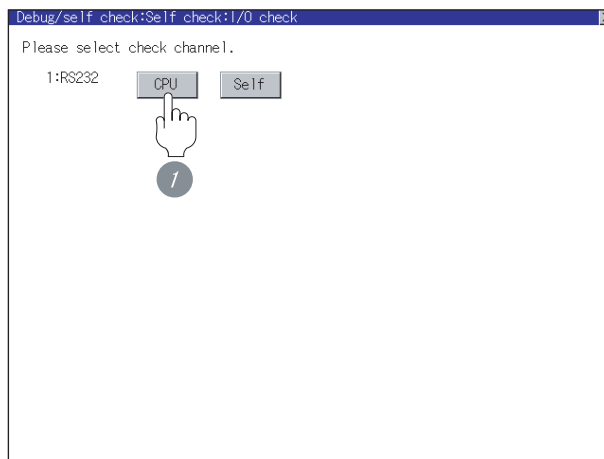 Debug/self check:Self check:I/O check
Please select check channel.
1:RS232 CPU Self
1